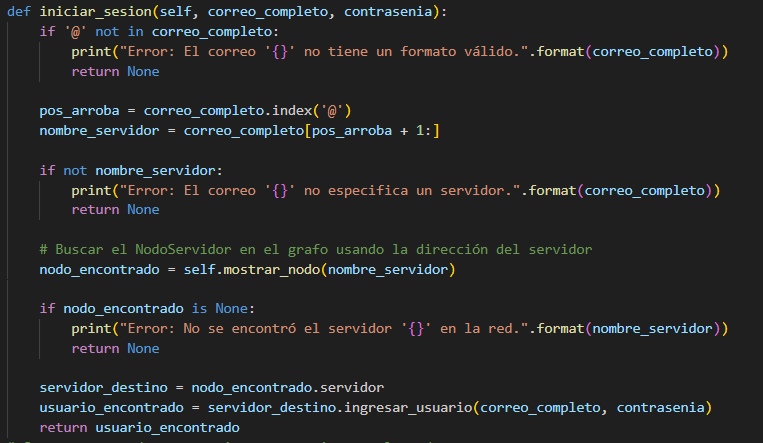 def iniciar_sesion(self, correo_completo, contrasenia):
    if '@' not in correo_completo:
        print("Error: El correo '{}' no tiene un formato válido.".format(correo_completo))
        return None

    pos_arroba = correo_completo.index('@')
    nombre_servidor = correo_completo[pos_arroba + 1:]

    if not nombre_servidor:
        print("Error: El correo '{}' no especifica un servidor.".format(correo_completo))
        return None

    # Buscar el NodoServidor en el grafo usando la dirección del servidor
    nodo_encontrado = self.mostrar_nodo(nombre_servidor)

    if nodo_encontrado is None:
        print("Error: No se encontró el servidor '{}' en la red.".format(nombre_servidor))
        return None

    servidor_destino = nodo_encontrado.servidor
    usuario_encontrado = servidor_destino.ingresar_usuario(correo_completo, contrasenia)
    return usuario_encontrado